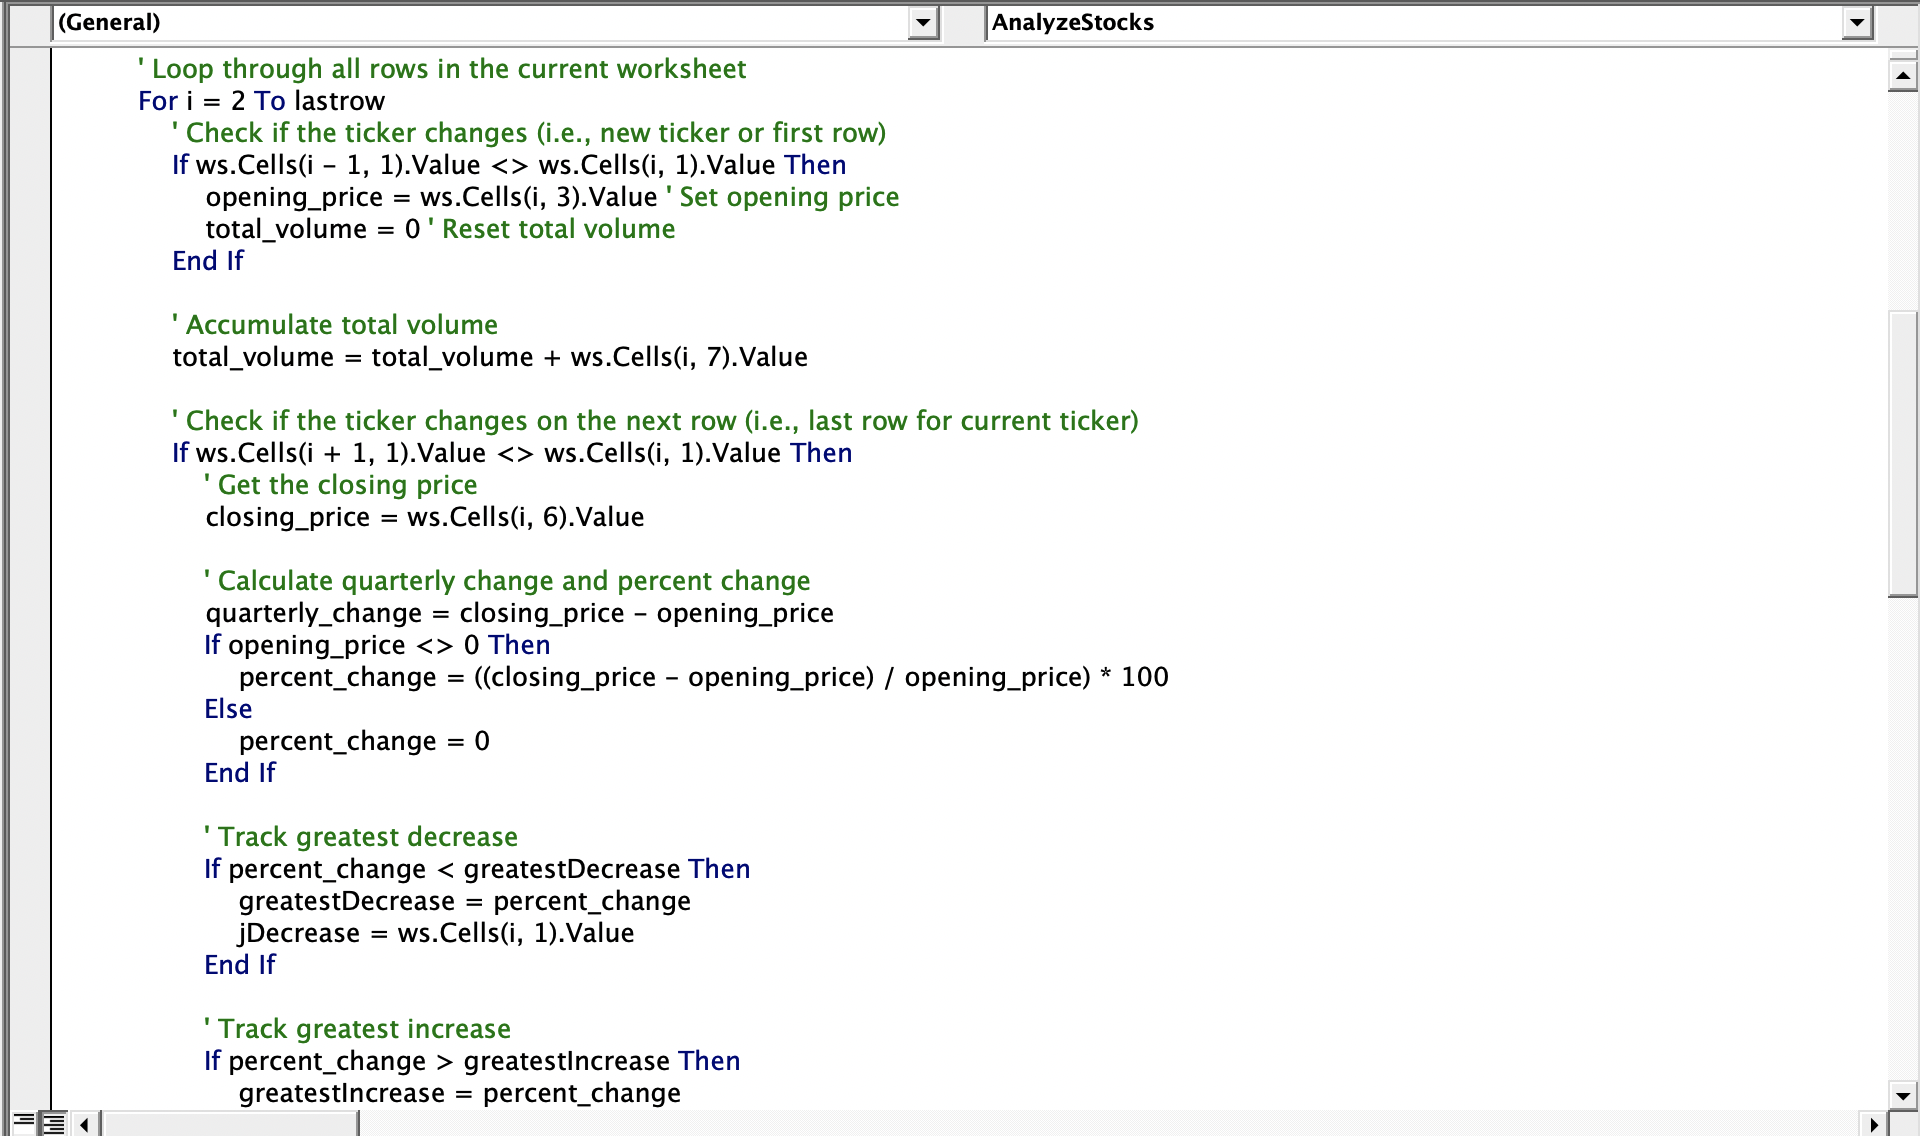 (General)
AnalyzeStocks
' Loop through all rows in the current worksheet
For i = 2 To lastrow
' Check if the ticker changes (i.e., new ticker or first row)
If ws.Cells(i - 1, 1).Value <> ws.Cells(i, 1).Value Then
opening_price = ws.Cells(i, 3).Value ' Set opening price
total_volume = 0 ' Reset total volume
End If
' Accumulate total volume
total_volume = total_volume + ws.Cells(i, 7).Value
' Check if the ticker changes on the next row (i.e., last row for current ticker)
If ws.Cells(i + 1, 1).Value <> ws.Cells(i, 1).Value Then
' Get the closing price
closing_price = ws.Cells(i, 6).Value
' Calculate quarterly change and percent change
quarterly_change = closing_price - opening_price
If opening_price <> 0 Then
percent_change = ((closing_price - opening_price) / opening_price) * 100
Else
percent_change = 0
End If
' Track greatest decrease
If percent_change < greatestDecrease Then
greatestDecrease = percent_change
jDecrease = ws.Cells(i, 1).Value
End If
' Track greatest increase
If percent_change > greatestIncrease Then
greatestIncrease = percent_change